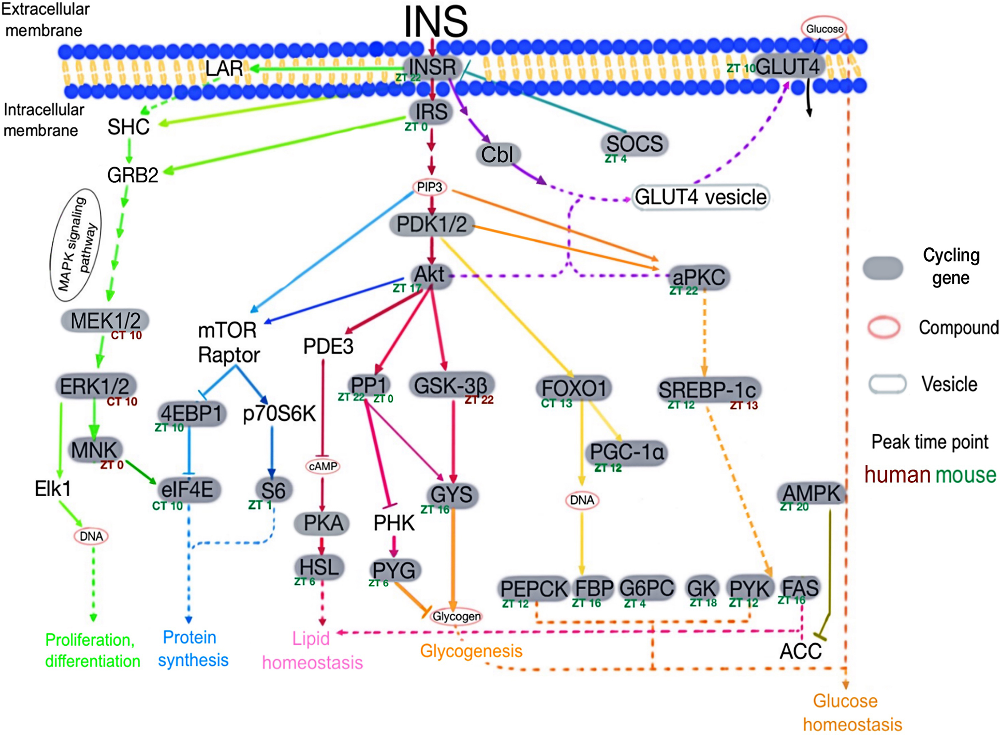 Extracellular
membrane
INS
Glucose
LAR
INSR
ZT 22
ZT 10
GLUT4
Intracellular
membrane
SHC
IRS
ZT 0
Cbl
SOCS
ZT 4
GRB2
PIP3
GLUT4 vesicle
MAPK signaling
pathway
PDK1/2
Akt
ZT 17
aPKC
ZT 22
Cycling
gene
MEK1/2
CT 10
mTOR
Raptor
PDE3
Compound
ERK1/2
CT 10
PP1
ZT 22
ZT 0
GSK-3β
ZT 22
FOXO1
CT 13
SREBP-1c
ZT 12
ZT 13
Vesicle
4EBP1
ZT 10
p70S6K
MNK
ZT 0
cAMP
PGC-1α
ZT 12
Peak time point
human mouse
Elk1
eIF4E
CT 10
S6
ZT 1
GYS
ZT 16
DNA
AMPK
ZT 20
DNA
PKA
PHK
HSL
ZT 6
PYG
ZT 6
PEPCK
ZT 12
FBP
ZT 16
G6PC
ZT 4
GK
ZT 18
PYK
ZT 12
FAS
ZT 16
Glycogen
Proliferation,
differentiation
Protein
synthesis
Lipid
homeostasis
Glycogenesis
ACC
Glucose
homeostasis